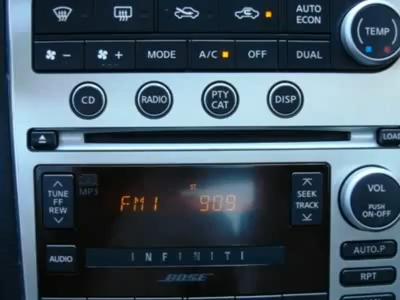 AUTO ECON
TEMP
− + MODE A/C OFF DUAL
CD RADIO PTY CAT DISP
LOAD
TUNE FF REW
MP3
ST
FM1 909
SEEK TRACK
VOL
PUSH ON-OFF
AUDIO
INFINITI
BOSE
AUTO.P
RPT